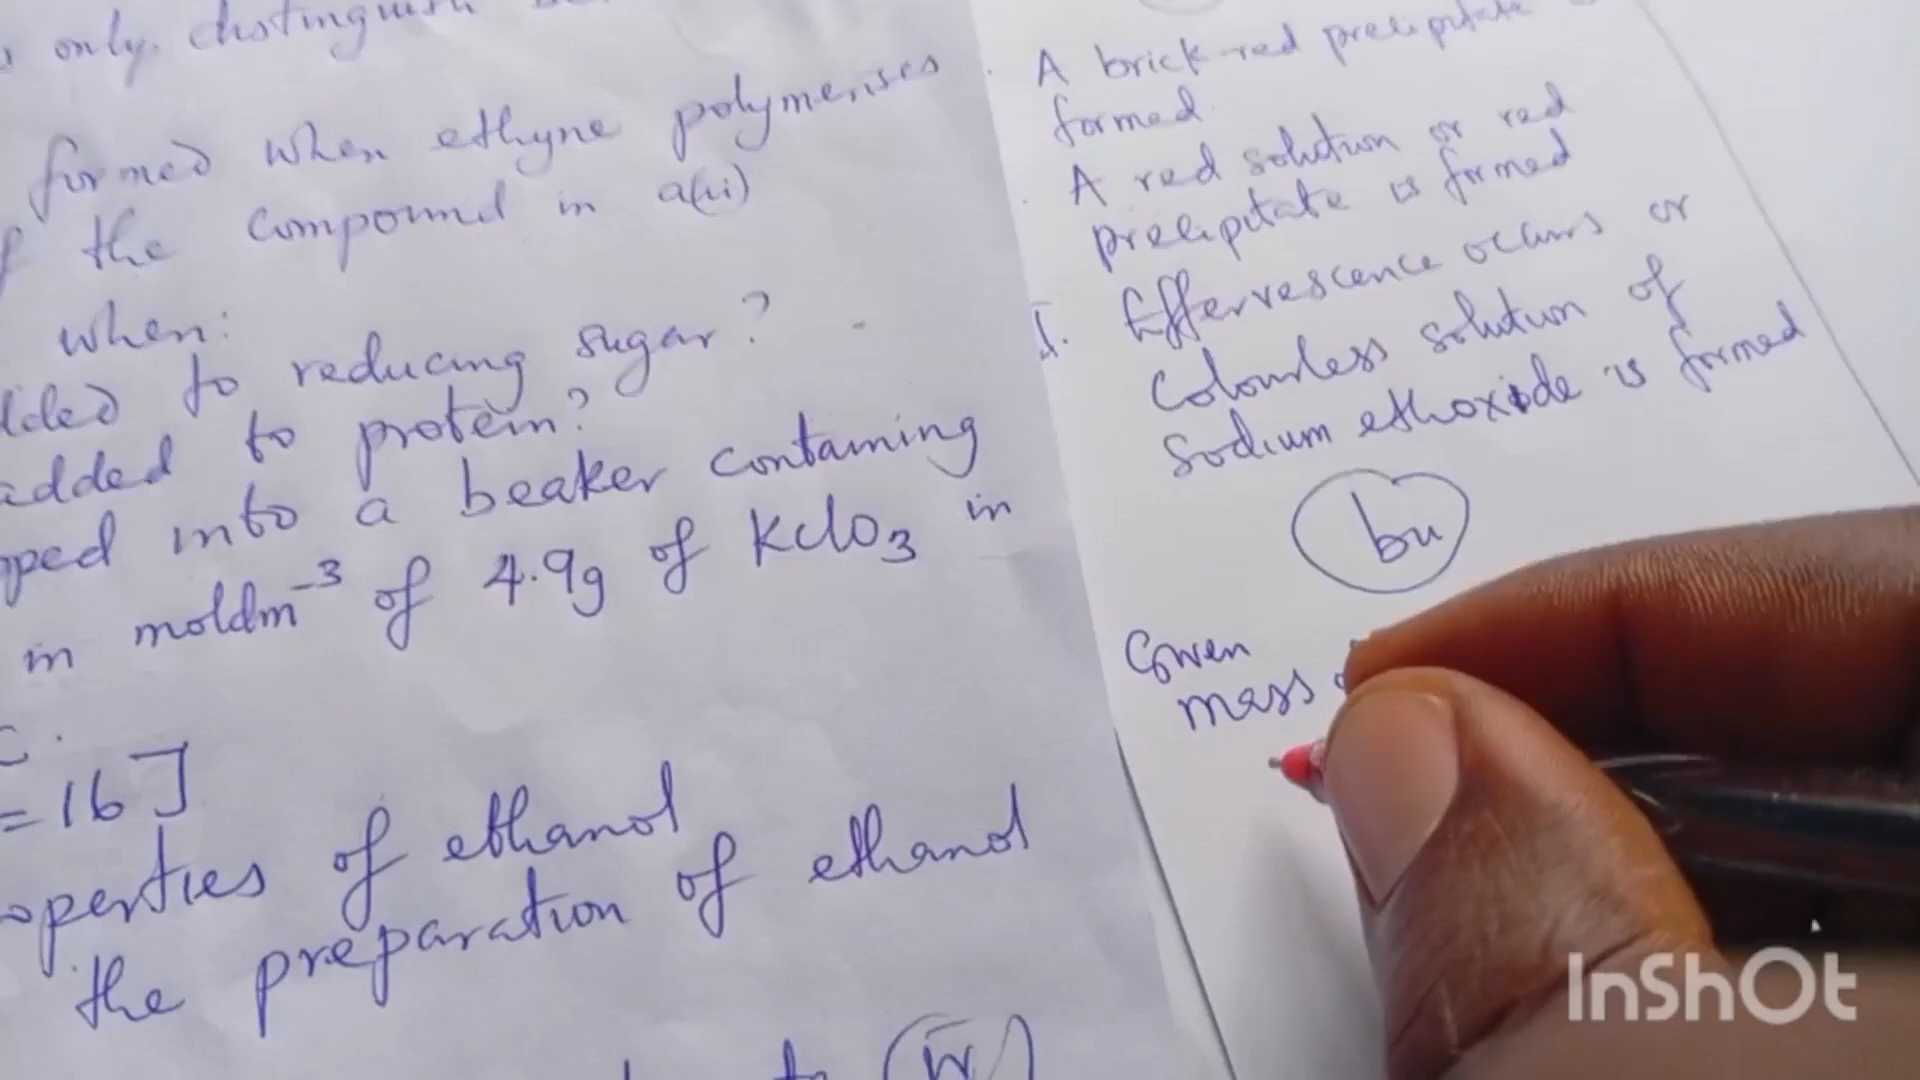 only. distinguish
formed when ethyne polymerises
the compound in a(ii)
when:
to reducing sugar?
added to protein?
into a beaker containing
in moldm⁻³ of 4.9g of KClO3 in
=16]
of ethanol
the preparation of ethanol
to (iv)
A brick-red precipitate
formed
A red solution or red
precipitate is formed
Effervescence occurs or
Colourless solution of
Sodium ethoxide is formed
bii
Given
mass
InShOt